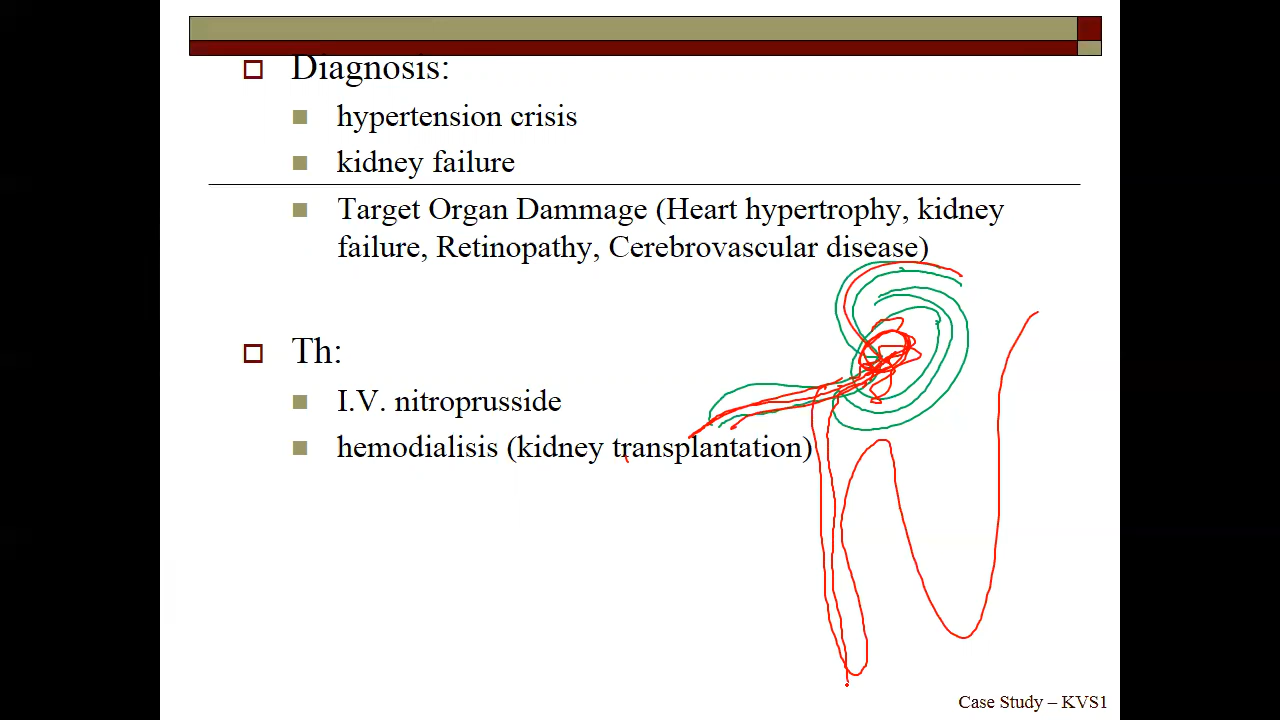 Diagnosis:
hypertension crisis
kidney failure
Target Organ Dammage (Heart hypertrophy, kidney
failure, Retinopathy, Cerebrovascular disease)
Th:
I.V. nitroprusside
hemodialisis (kidney transplantation)
Case Study – KVS1